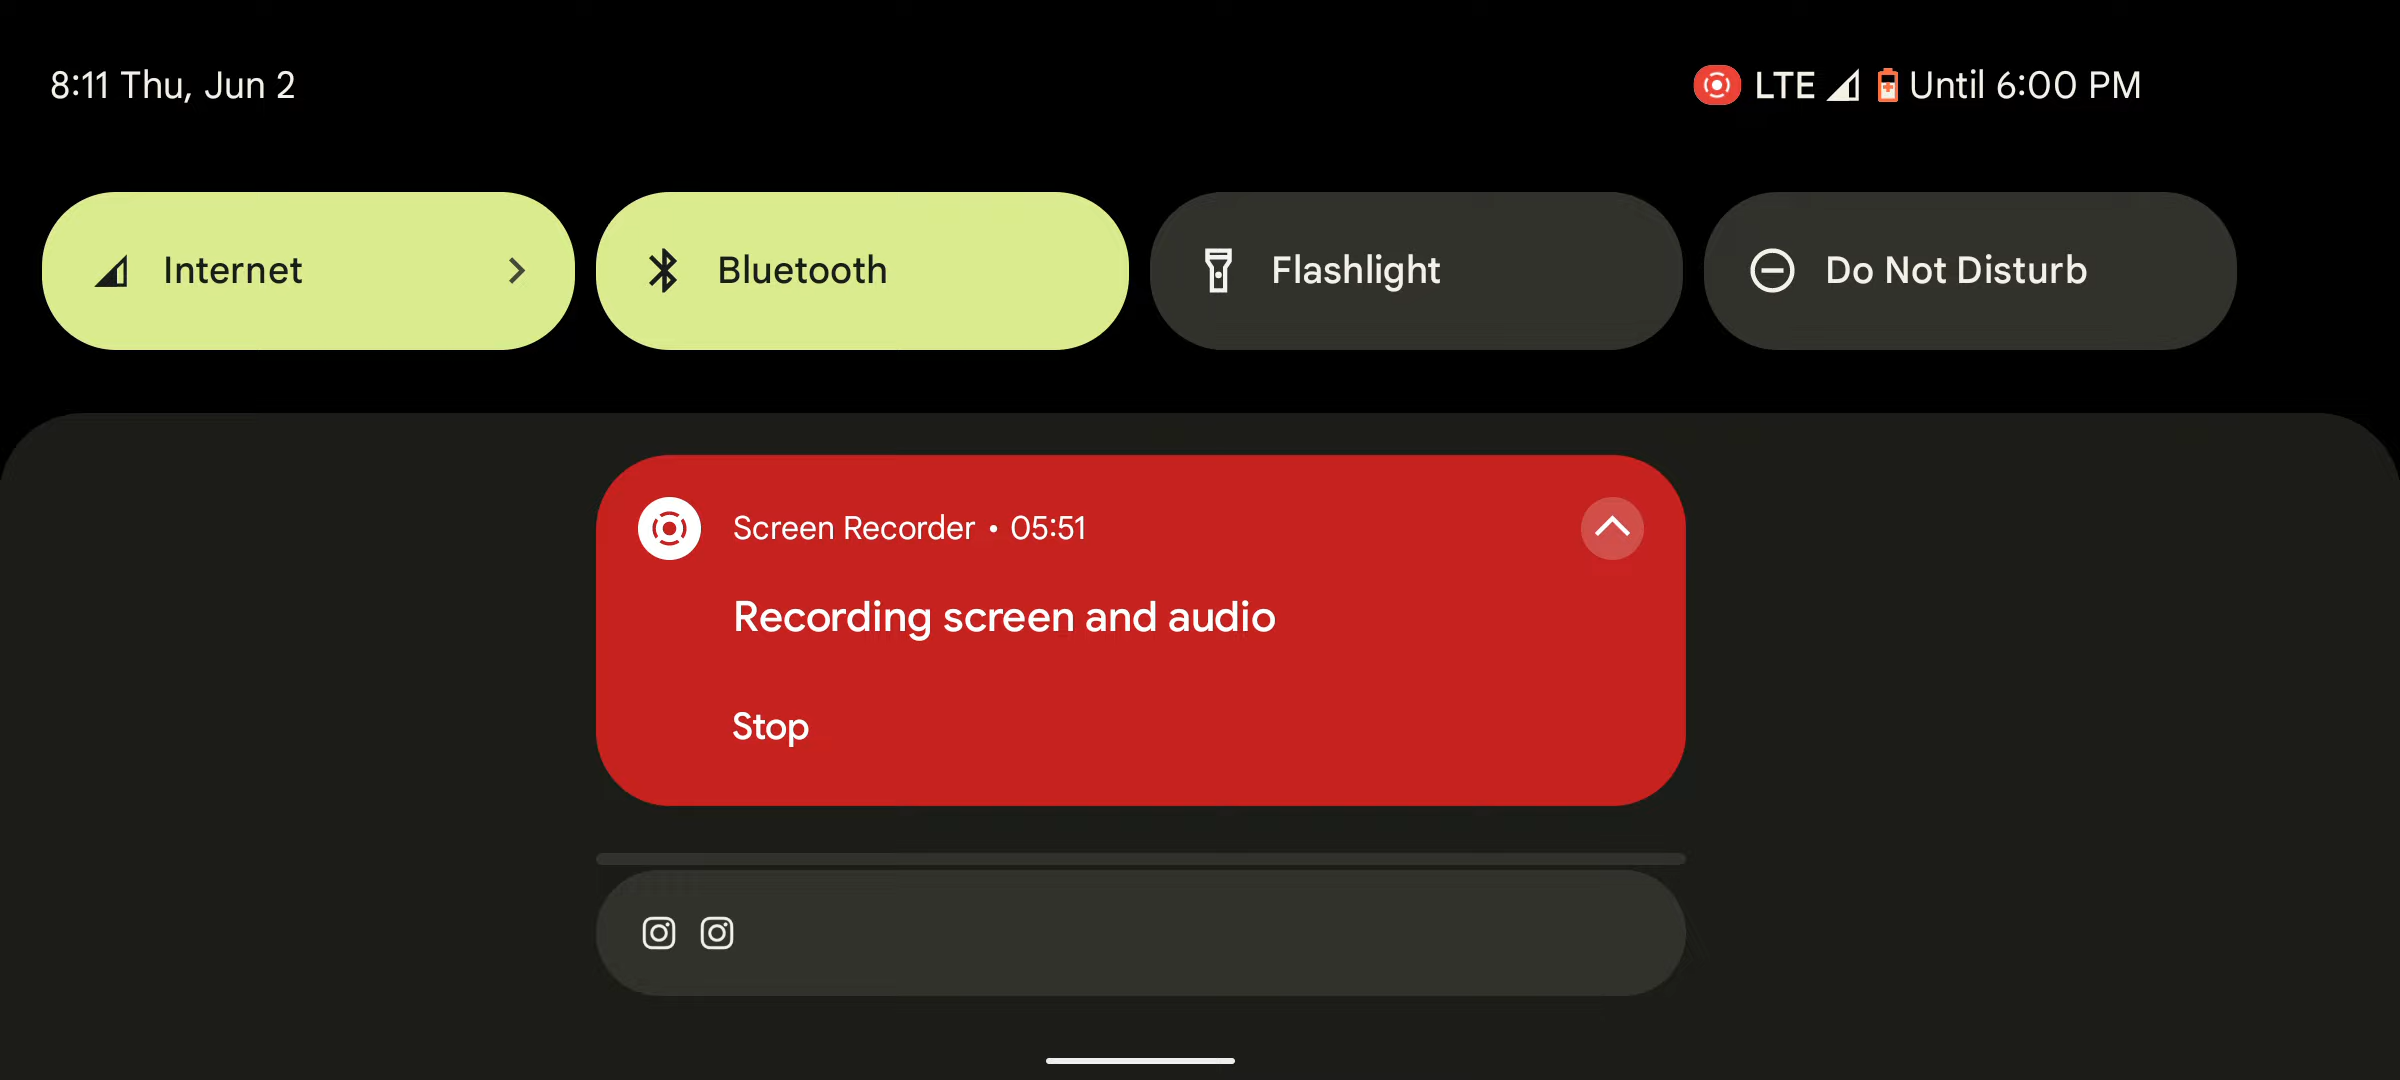 8:11 Thu, Jun 2
LTE Until 6:00 PM
Internet
Bluetooth
Flashlight
Do Not Disturb
Screen Recorder • 05:51
Recording screen and audio
Stop